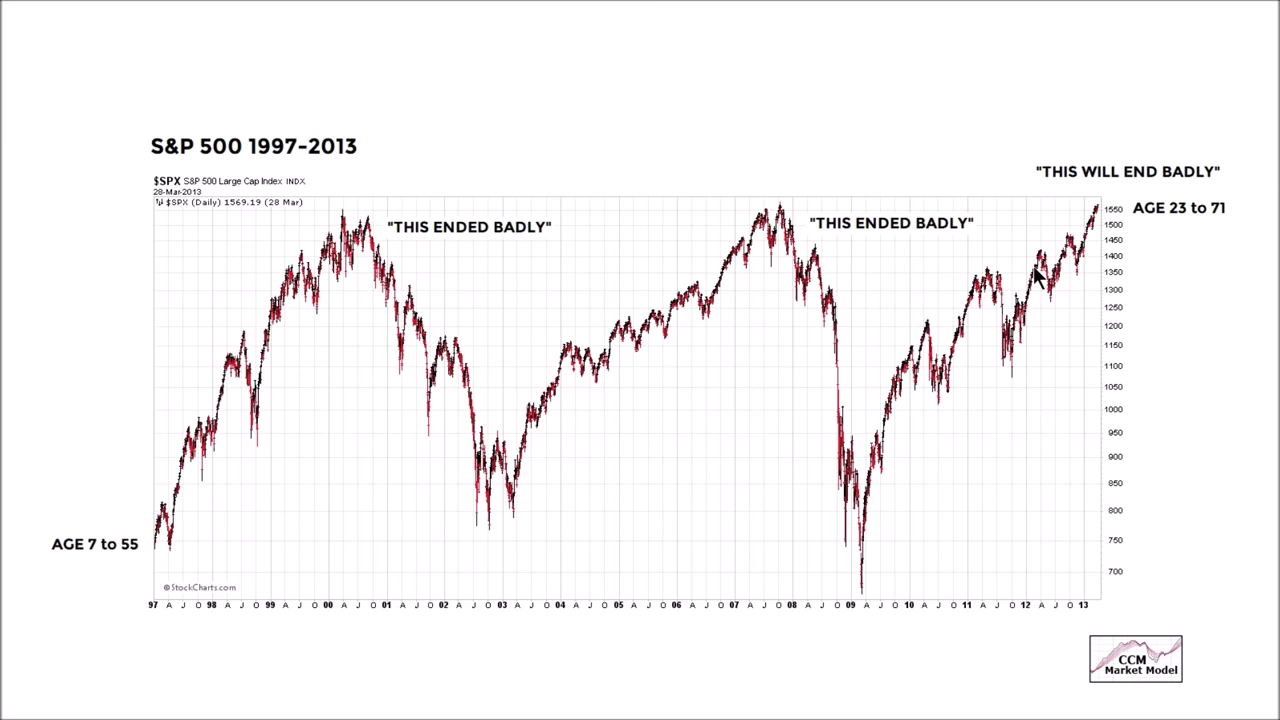 S&P 500 1997-2013
"THIS WILL END BADLY"
$SPX S&P 500 Large Cap Index INDX
28-Mar-2013
$SPX (Daily) 1569.19 (28 Mar)
AGE 23 to 71
"THIS ENDED BADLY"
"THIS ENDED BADLY"
1550
1500
1450
1400
1350
1300
1250
1200
1150
1100
1050
1000
950
900
850
800
750
700
AGE 7 to 55
©StockCharts.com
97 A J O 98 A J O 99 A J O 00 A J O 01 A J O 02 A J O 03 A J O 04 A J O 05 A J O 06 A J O 07 A J O 08 A J O 09 A J O 10 A J O 11 A J O 12 A J O 13
CCM
Market Model